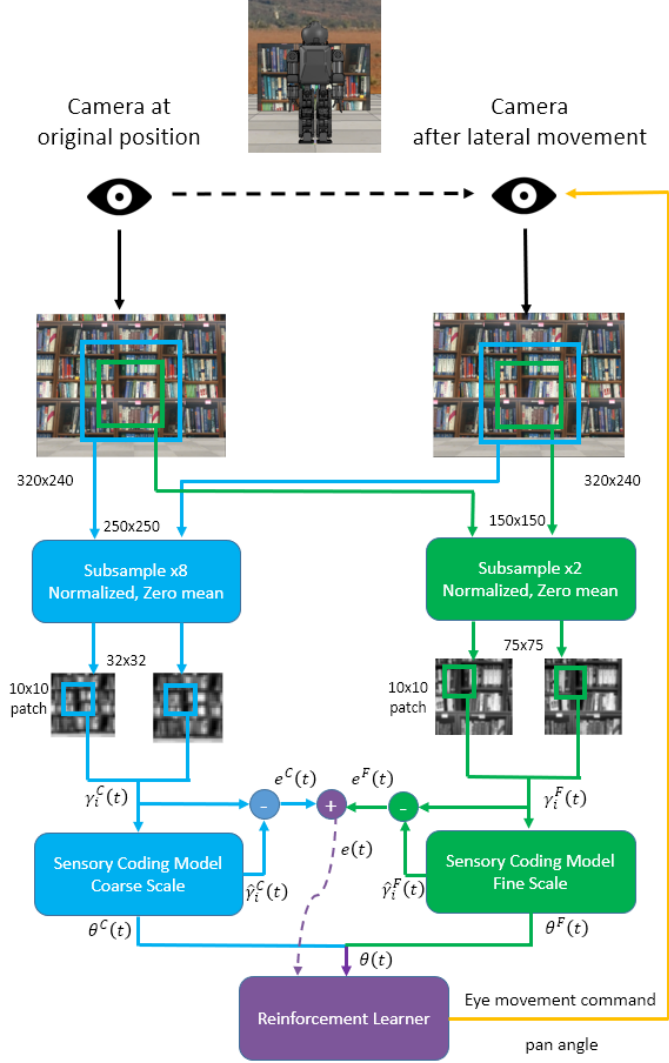 Camera at
original position
Camera
after lateral movement
320x240
320x240
250x250
150x150
Subsample x8
Normalized, Zero mean
Subsample x2
Normalized, Zero mean
32x32
75x75
10x10
patch
10x10
patch
γ_i^C(t)
e^C(t)
e^F(t)
γ_i^F(t)
-
+
-
e(t)
Sensory Coding Model
Coarse Scale
γ̂_i^C(t)
γ̂_i^F(t)
Sensory Coding Model
Fine Scale
θ^C(t)
θ^F(t)
θ(t)
Reinforcement Learner
Eye movement command
pan angle